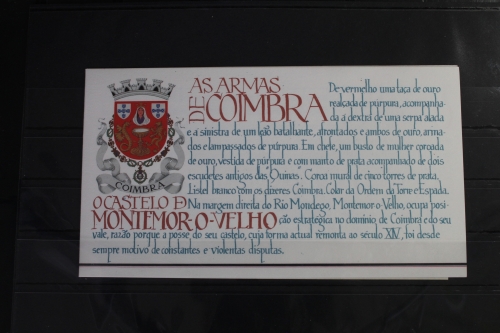 AS ARMAS
DE COIMBRA
De vermelho uma taça de ouro
realçada de púrpura, acompanha-
da à dextra de uma serpa alada
e a sinistra de um leão batalhante, afrontados e ambos de ouro, arma-
dos e lampassados de púrpura. Em chefe, um busto de mulher coroada
de ouro, vestida de púrpura e com manto de prata acompanhado de dois
escudetes antigos das "Quinas". Coroa mural de cinco torres de prata.
Listel branco com os dizeres Coimbra. Colar da Ordem da Torre e Espada.
COIMBRA
O CASTELO D
MONTEMOR-O-VELHO
Na margem direita do Rio Mondego, Montemor o Velho, ocupa posi-
ção estratégica no domínio de Coimbra e do seu
vale, razão porque a posse do seu castelo, cuja forma actual remonta ao século XIV, foi desde
sempre motivo de constantes e violentas disputas.